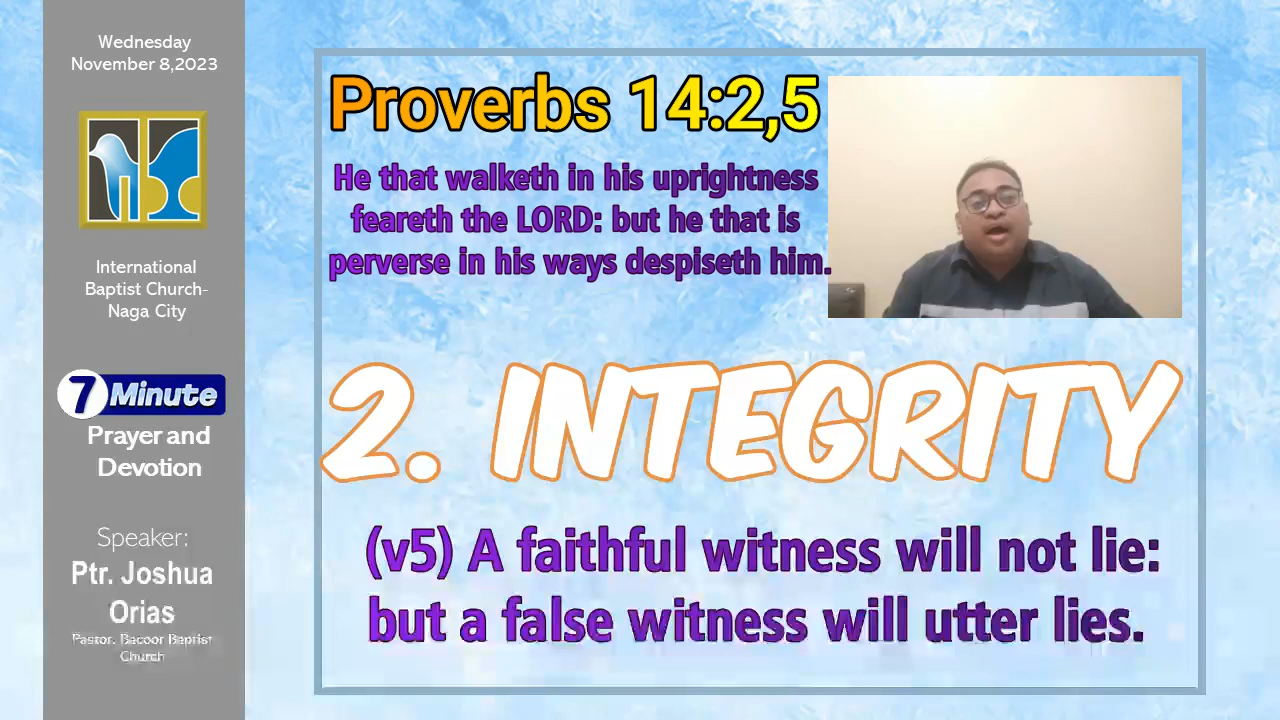 Wednesday
November 8,2023
International
Baptist Church-
Naga City
7 Minute
Prayer and
Devotion
Speaker:
Ptr. Joshua
Orias
Pastor, Bacoor Baptist
Church
Proverbs 14:2,5
He that walketh in his uprightness
feareth the LORD: but he that is
perverse in his ways despiseth him.
2. INTEGRITY
(v5) A faithful witness will not lie:
but a false witness will utter lies.